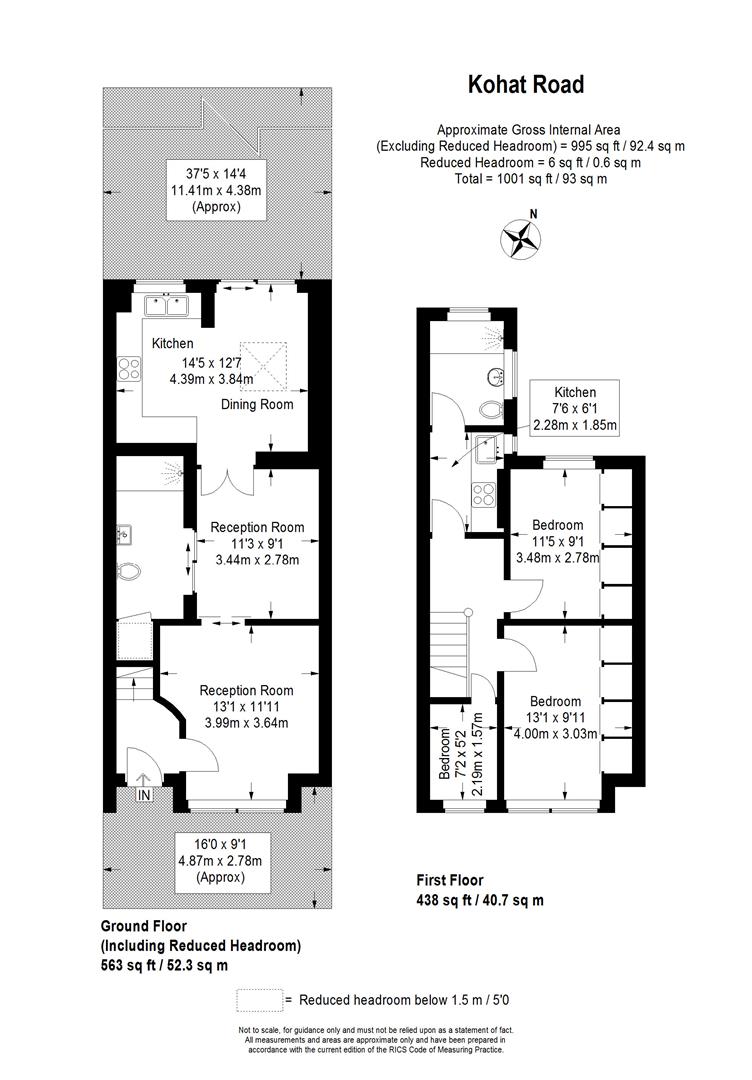 Kohat Road
Approximate Gross Internal Area
(Excluding Reduced Headroom) = 995 sq ft / 92.4 sq m
Reduced Headroom = 6 sq ft / 0.6 sq m
Total = 1001 sq ft / 93 sq m
N
37'5 x 14'4
11.41m x 4.38m
(Approx)
Kitchen
14'5 x 12'7
4.39m x 3.84m
Dining Room
Reception Room
11'3 x 9'1
3.44m x 2.78m
Reception Room
13'1 x 11'11
3.99m x 3.64m
IN
16'0 x 9'1
4.87m x 2.78m
(Approx)
Ground Floor
(Including Reduced Headroom)
563 sq ft / 52.3 sq m
Kitchen
7'6 x 6'1
2.28m x 1.85m
Bedroom
11'5 x 9'1
3.48m x 2.78m
Bedroom
13'1 x 9'11
4.00m x 3.03m
Bedroom
7'2 x 5'2
2.19m x 1.57m
First Floor
438 sq ft / 40.7 sq m
= Reduced headroom below 1.5 m / 5'0
Not to scale, for guidance only and must not be relied upon as a statement of fact.
All measurements and areas are approximate only and have been prepared in
accordance with the current edition of the RICS Code of Measuring Practice.